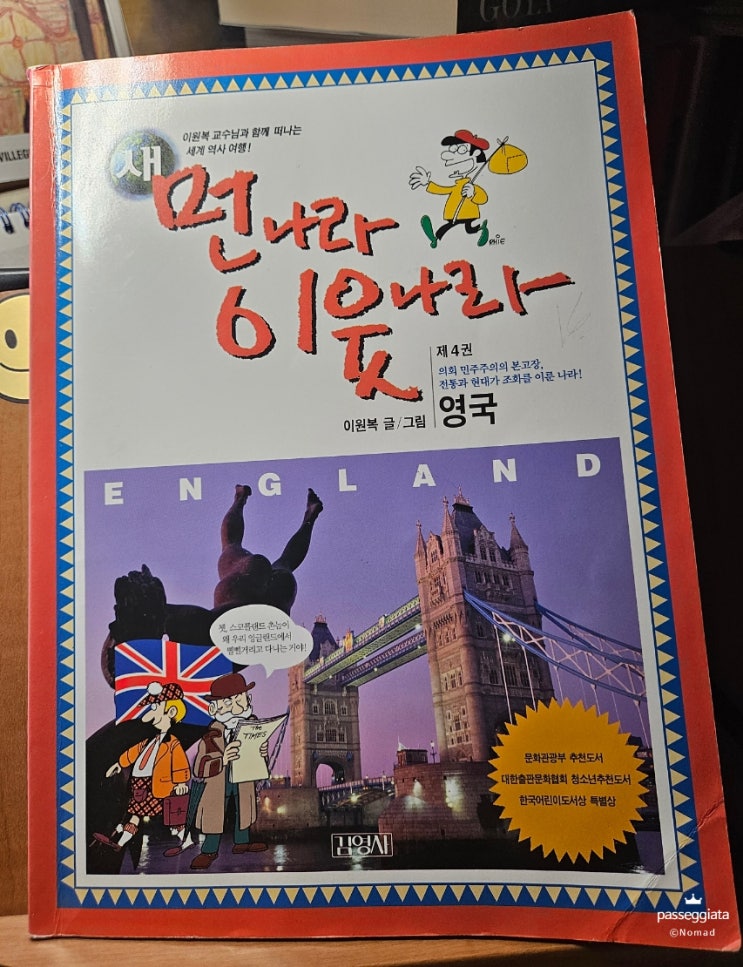 GOYA
VILLEG
이원복 교수님과 함께 떠나는
세계 역사 여행!
새
먼나라
이웃나라
제 4 권
의회 민주주의의 본고장,
전통과 현대가 조화를 이룬 나라!
이원복 글/그림
영국
ENGLAND
쳇, 스코틀랜드 촌놈이
왜 우리 잉글랜드에서
뻔뻔거리고 다니는 거야!
THE
TIMES
문화관광부 추천도서
대한출판문화협회 청소년추천도서
한국어린이도서상 특별상
김영사
passeggiata
©Nomad